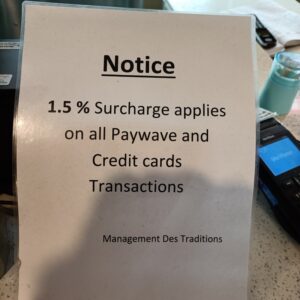 Notice
1.5 % Surcharge applies
on all Paywave and
Credit cards
Transactions
Management Des Traditions